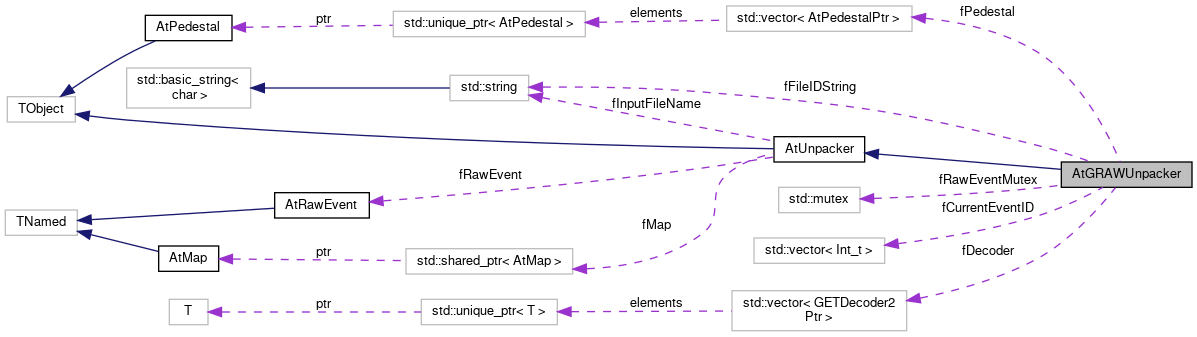 AtPedestal
ptr
std::unique_ptr< AtPedestal >
elements
std::vector< AtPedestalPtr >
fPedestal
std::basic_string<
char >
std::string
fFileIDString
fInputFileName
TObject
AtUnpacker
AtGRAWUnpacker
fRawEvent
fRawEventMutex
std::mutex
AtRawEvent
fCurrentEventID
TNamed
fMap
std::vector< Int_t >
fDecoder
AtMap
ptr
std::shared_ptr< AtMap >
T
ptr
std::unique_ptr< T >
elements
std::vector< GETDecoder2
Ptr >